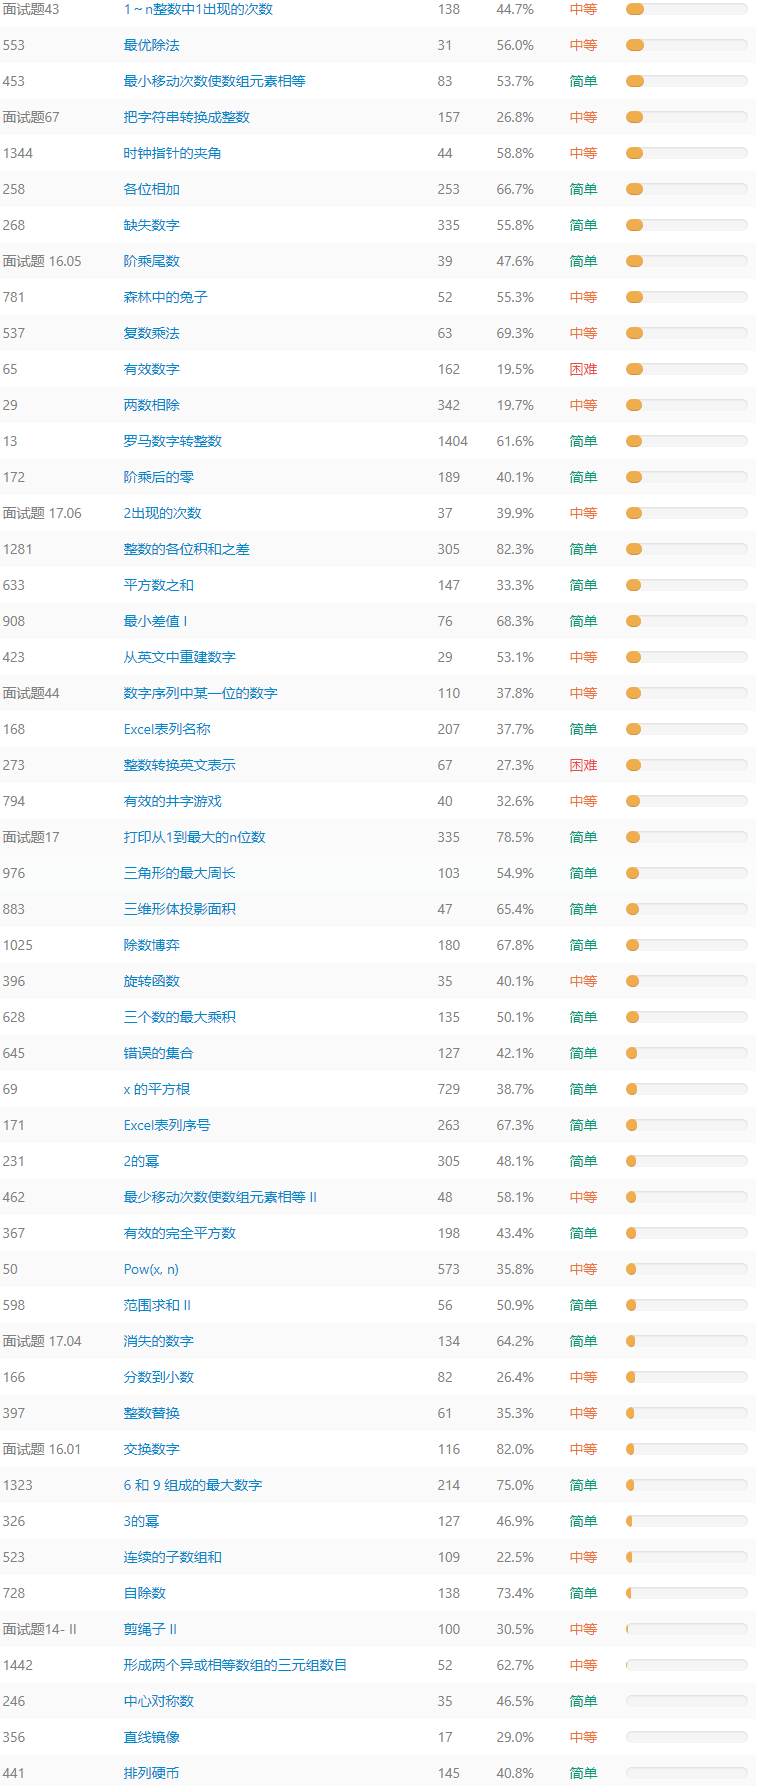 面试题43 1～n整数中1出现的次数 138 44.7% 中等
553 最优除法 31 56.0% 中等
453 最小移动次数使数组元素相等 83 53.7% 简单
面试题67 把字符串转换成整数 157 26.8% 中等
1344 时钟指针的夹角 44 58.8% 中等
258 各位相加 253 66.7% 简单
268 缺失数字 335 55.8% 简单
面试题 16.05 阶乘尾数 39 47.6% 简单
781 森林中的兔子 52 55.3% 中等
537 复数乘法 63 69.3% 中等
65 有效数字 162 19.5% 困难
29 两数相除 342 19.7% 中等
13 罗马数字转整数 1404 61.6% 简单
172 阶乘后的零 189 40.1% 简单
面试题 17.06 2出现的次数 37 39.9% 中等
1281 整数的各位积和之差 305 82.3% 简单
633 平方数之和 147 33.3% 简单
908 最小差值 I 76 68.3% 简单
423 从英文中重建数字 29 53.1% 中等
面试题44 数字序列中某一位的数字 110 37.8% 中等
168 Excel表列名称 207 37.7% 简单
273 整数转换英文表示 67 27.3% 困难
794 有效的井字游戏 40 32.6% 中等
面试题17 打印从1到最大的n位数 335 78.5% 简单
976 三角形的最大周长 103 54.9% 简单
883 三维形体投影面积 47 65.4% 简单
1025 除数博弈 180 67.8% 简单
396 旋转函数 35 40.1% 中等
628 三个数的最大乘积 135 50.1% 简单
645 错误的集合 127 42.1% 简单
69 x 的平方根 729 38.7% 简单
171 Excel表列序号 263 67.3% 简单
231 2的幂 305 48.1% 简单
462 最少移动次数使数组元素相等 II 48 58.1% 中等
367 有效的完全平方数 198 43.4% 简单
50 Pow(x, n) 573 35.8% 中等
598 范围求和 II 56 50.9% 简单
面试题 17.04 消失的数字 134 64.2% 简单
166 分数到小数 82 26.4% 中等
397 整数替换 61 35.3% 中等
面试题 16.01 交换数字 116 82.0% 中等
1323 6 和 9 组成的最大数字 214 75.0% 简单
326 3的幂 127 46.9% 简单
523 连续的子数组和 109 22.5% 中等
728 自除数 138 73.4% 简单
面试题14- II 剪绳子 II 100 30.5% 中等
1442 形成两个异或相等数组的三元组数目 52 62.7% 中等
246 中心对称数 35 46.5% 简单
356 直线镜像 17 29.0% 中等
441 排列硬币 145 40.8% 简单